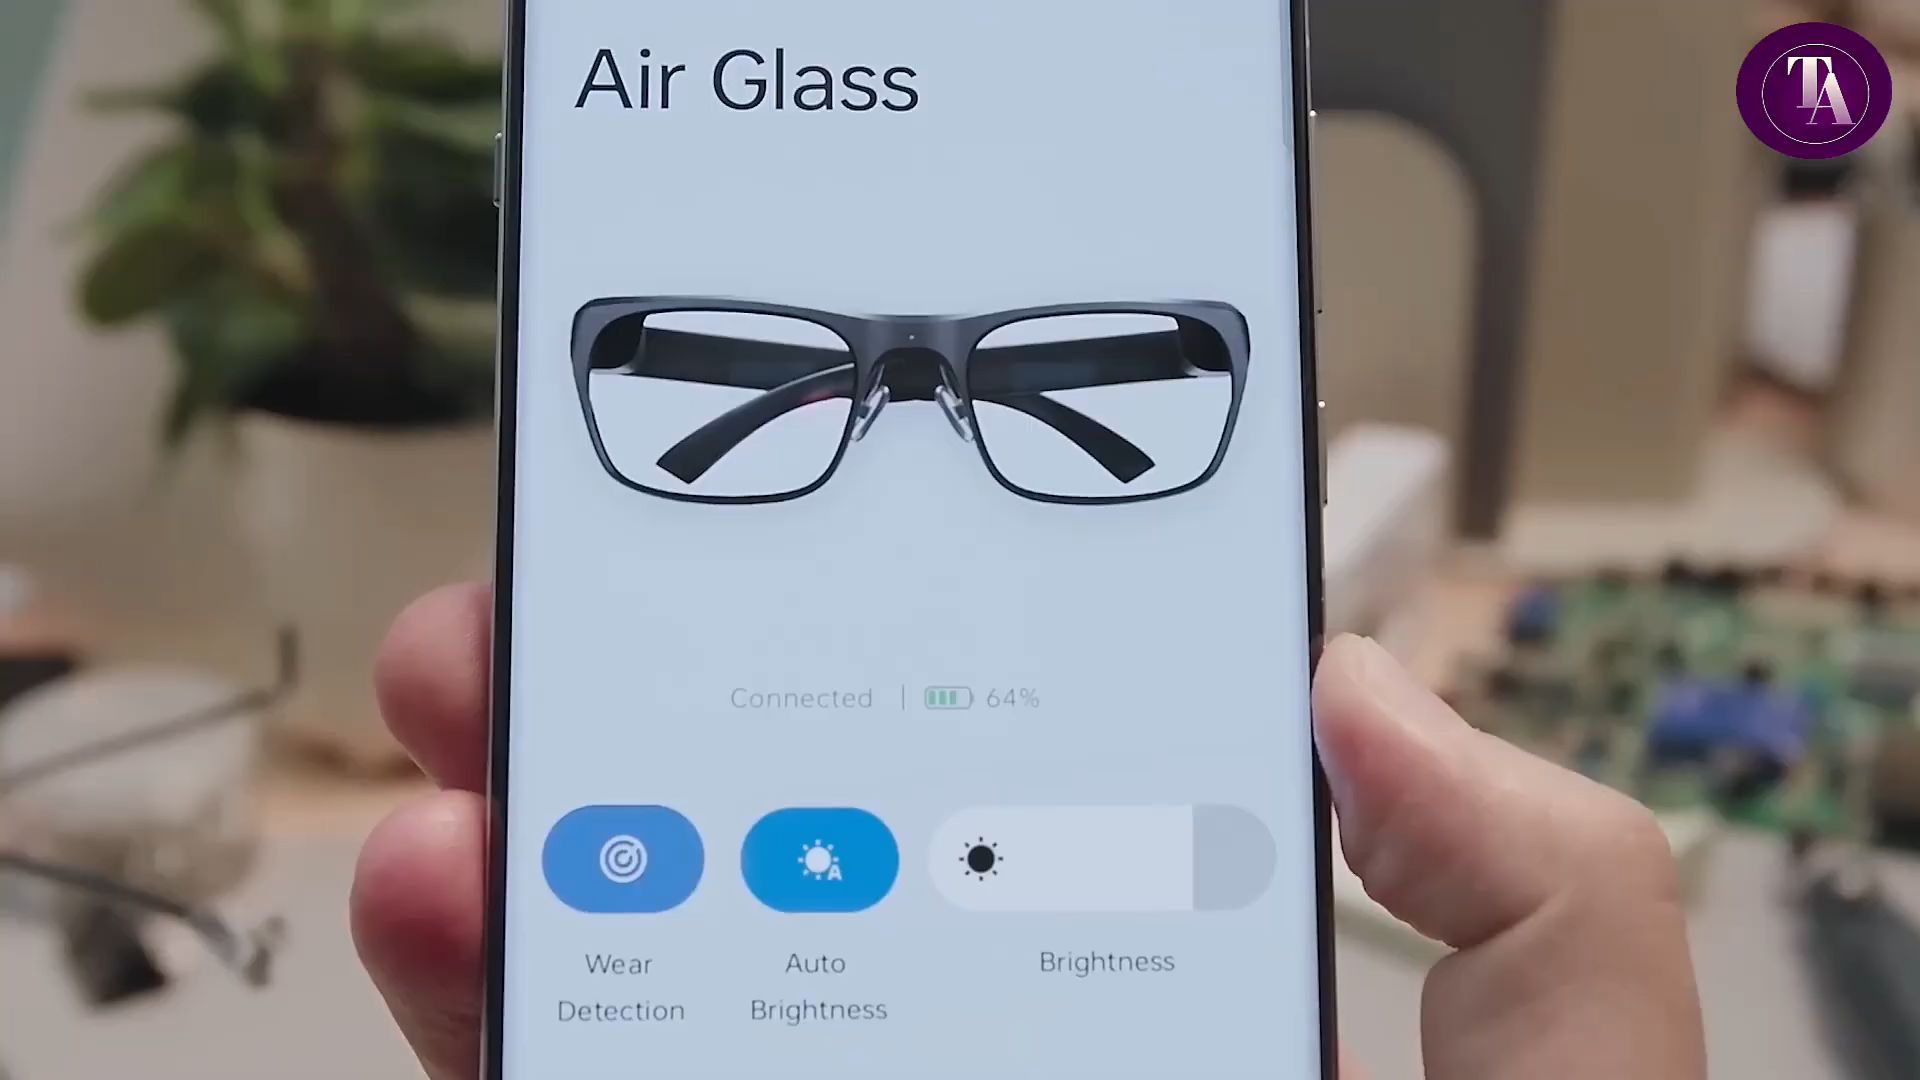 Air Glass
TA
Connected | 64%
Wear
Detection
Auto
Brightness
Brightness